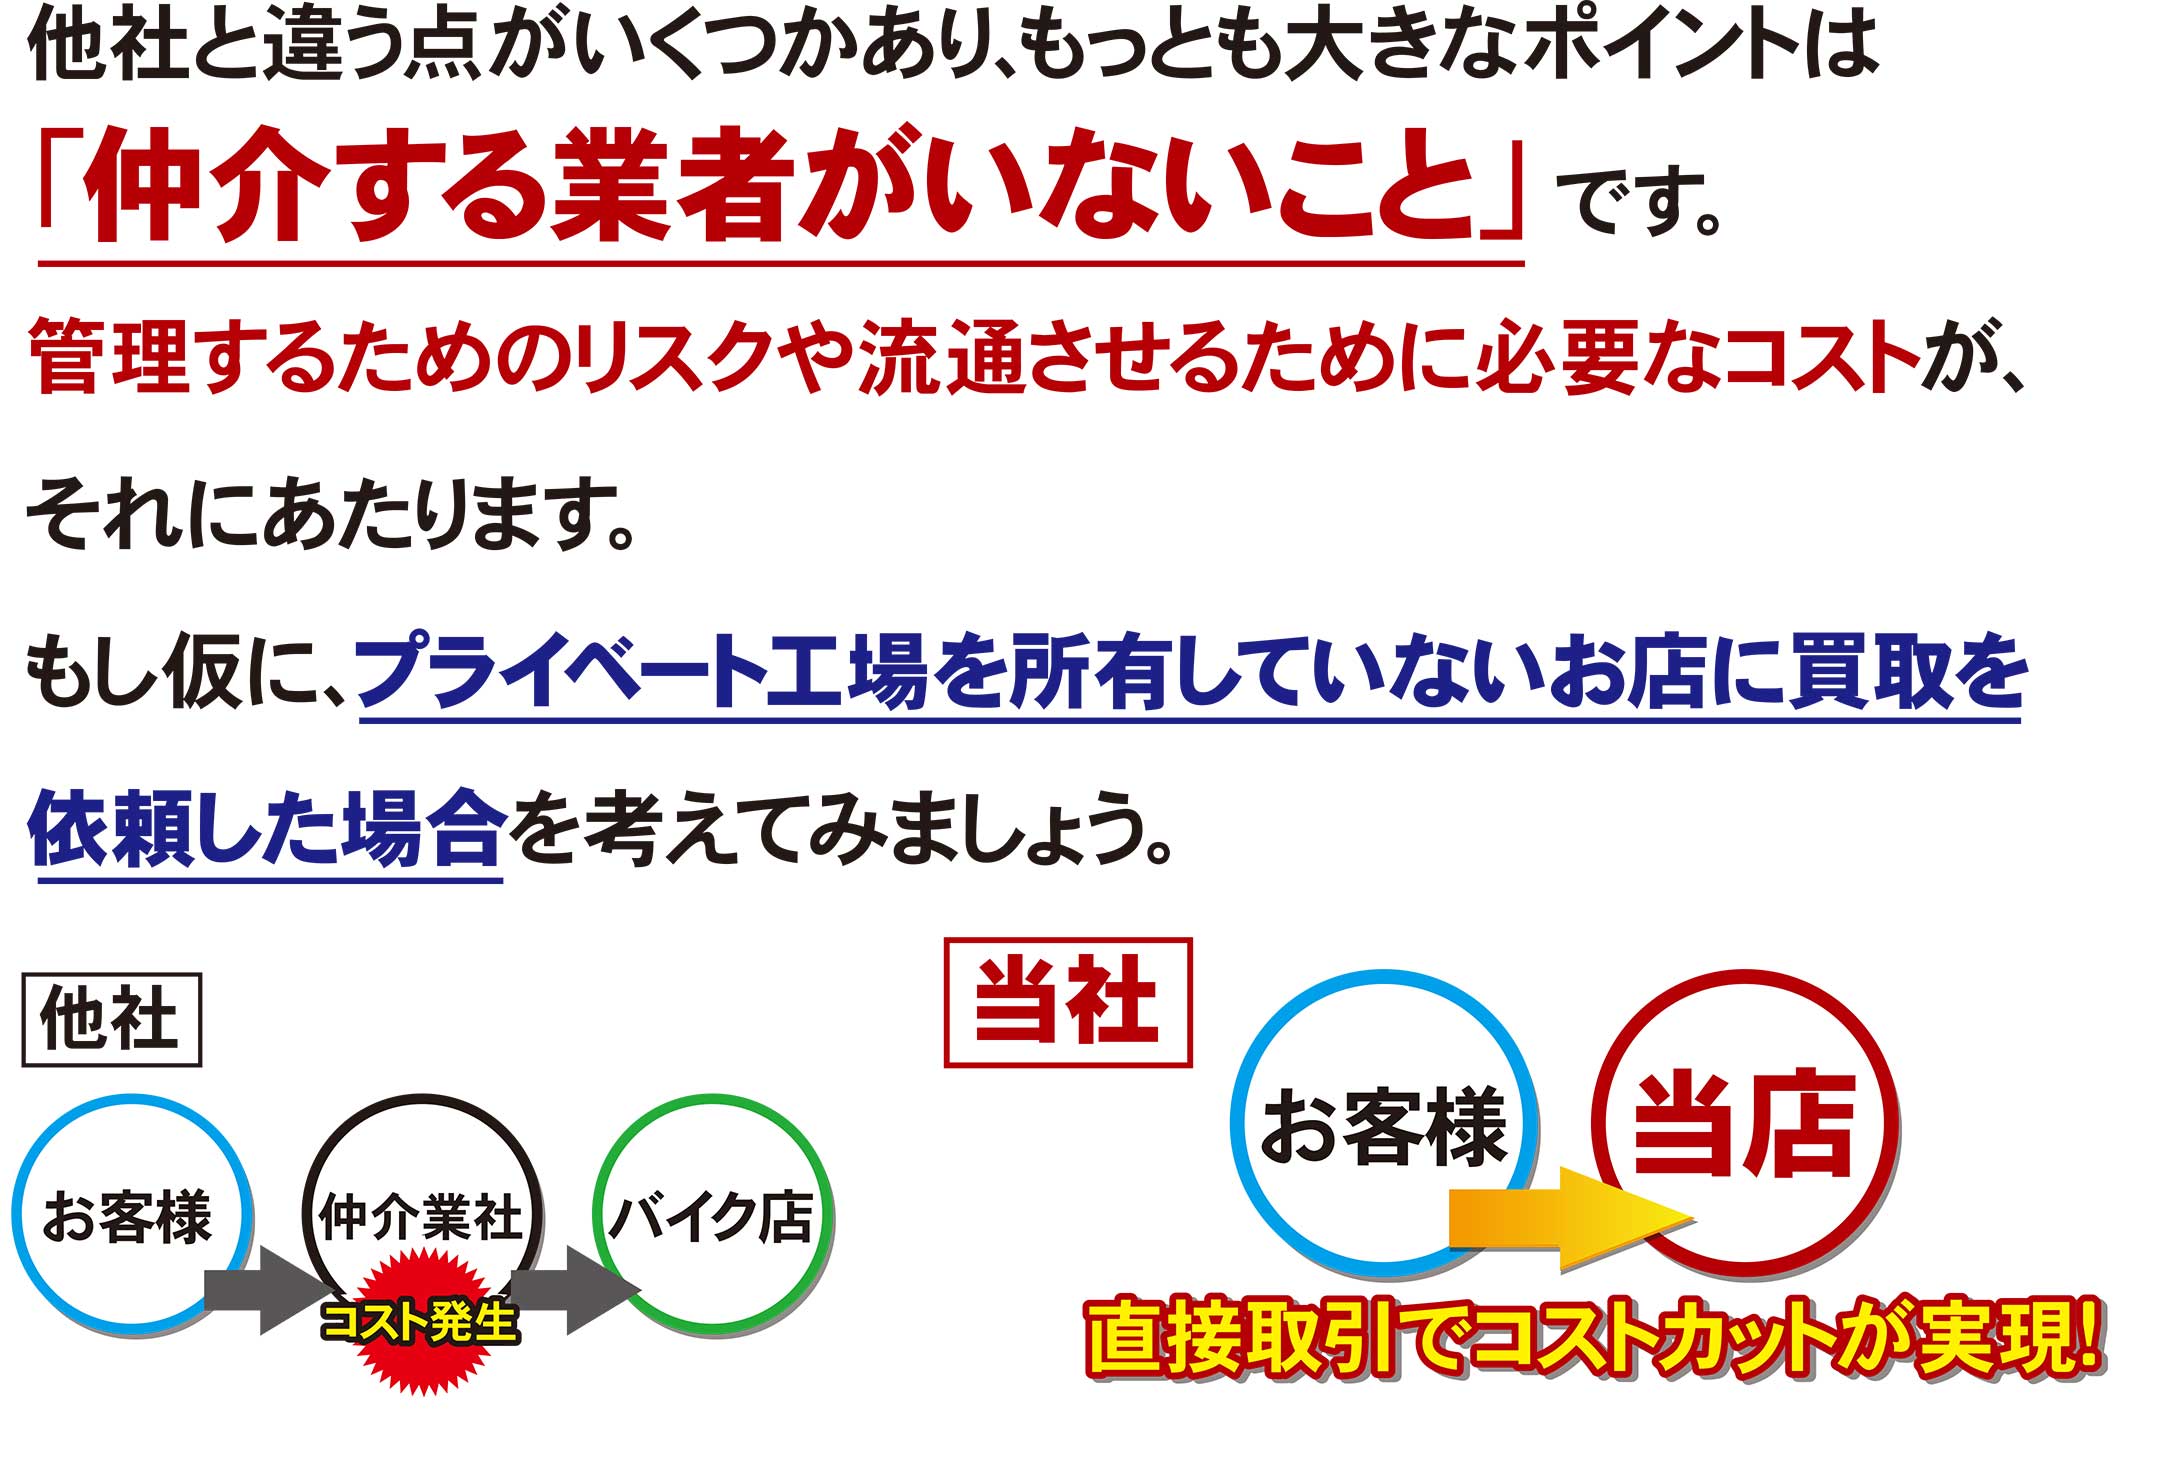 他社と違う点がいくつかあり、もっとも大きなポイントは
「仲介する業者がいないこと」です。
管理するためのリスクや流通させるために必要なコストが、
それにあたります。
もし仮に、プライベート工場を所有していないお店に買取を
依頼した場合を考えてみましょう。
他社
お客様
仲介業社
コスト発生
バイク店
当社
お客様
当店
直接取引でコストカットが実現!